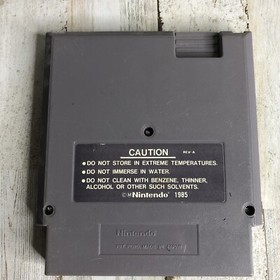 CAUTION
REV-A
•DO NOT STORE IN EXTREME TEMPERATURES.
•DO NOT IMMERSE IN WATER.
•DO NOT CLEAN WITH BENZENE, THINNER,
ALCOHOL OR OTHER SUCH SOLVENTS.
©™Nintendo® 1985
Nintendo